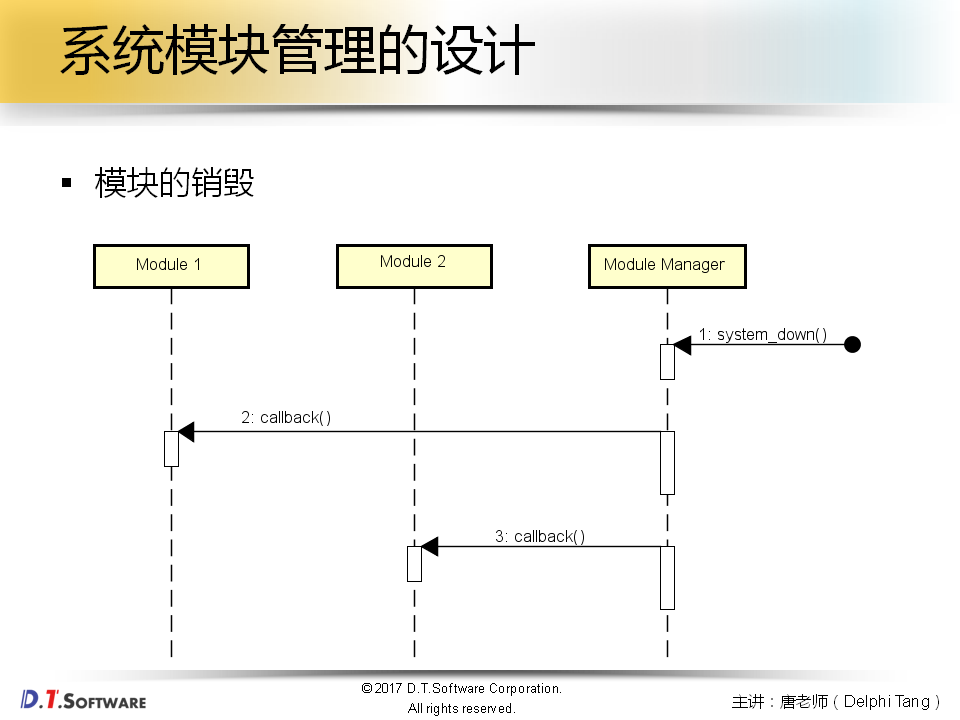 系统模块管理的设计
▪ 模块的销毁
Module 1
Module 2
Module Manager
1: system_down()
2: callback()
3: callback()
D.T.SOFTWARE
©2017 D.T.Software Corporation.
All rights reserved.
主讲：唐老师（Delphi Tang）